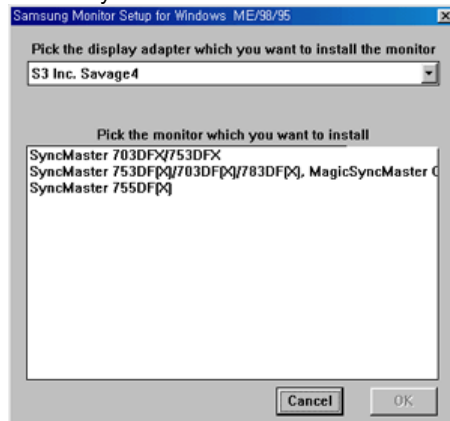 Samsung Monitor Setup for Windows ME/98/95
Pick the display adapter which you want to install the monitor
S3 Inc. Savage4
Pick the monitor which you want to install
SyncMaster 703DFX/753DFX
SyncMaster 753DF[X]/703DF[X]/783DF[X], MagicSyncMaster C
SyncMaster 755DF[X]
Cancel
OK